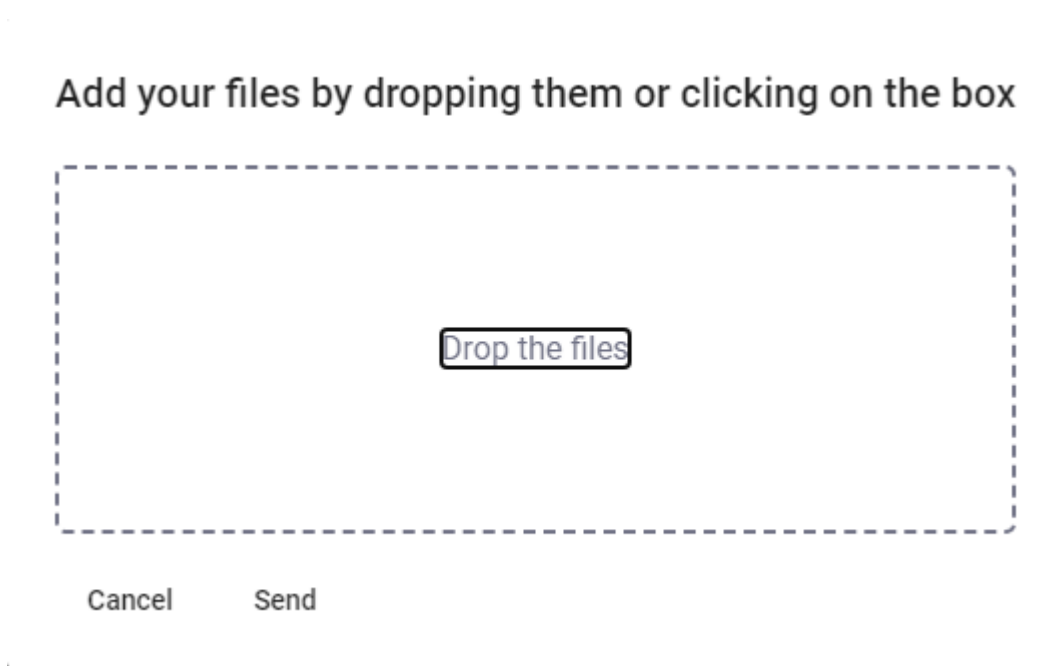 Add your files by dropping them or clicking on the box
Drop the files
Cancel Send